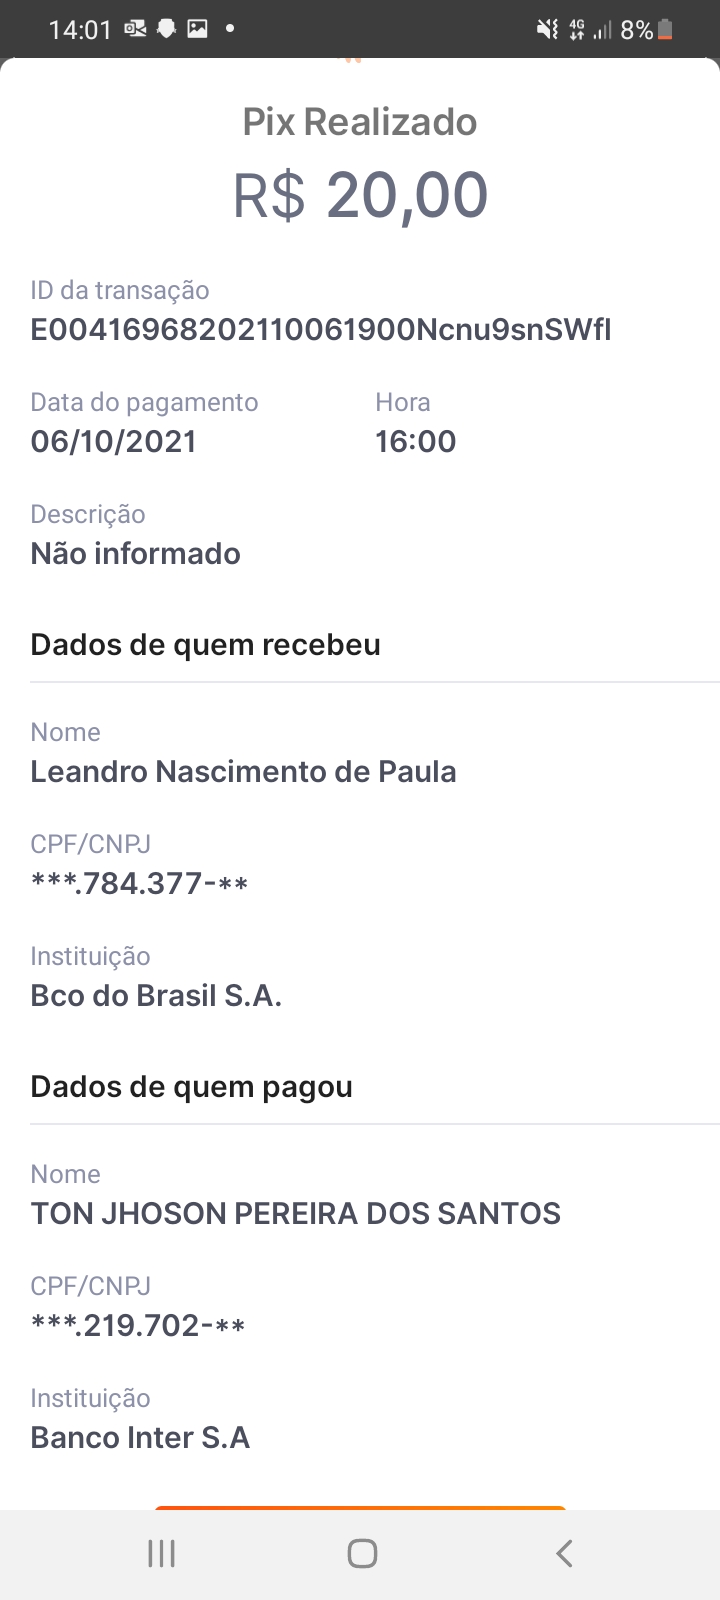 14:01
4G
8%
Pix Realizado
R$ 20,00
ID da transação
E00416968202110061900Ncnu9snSWfl
Data do pagamento
Hora
06/10/2021
16:00
Descrição
Não informado
Dados de quem recebeu
Nome
Leandro Nascimento de Paula
CPF/CNPJ
***.784.377-**
Instituição
Bco do Brasil S.A.
Dados de quem pagou
Nome
TON JHOSON PEREIRA DOS SANTOS
CPF/CNPJ
***.219.702-**
Instituição
Banco Inter S.A